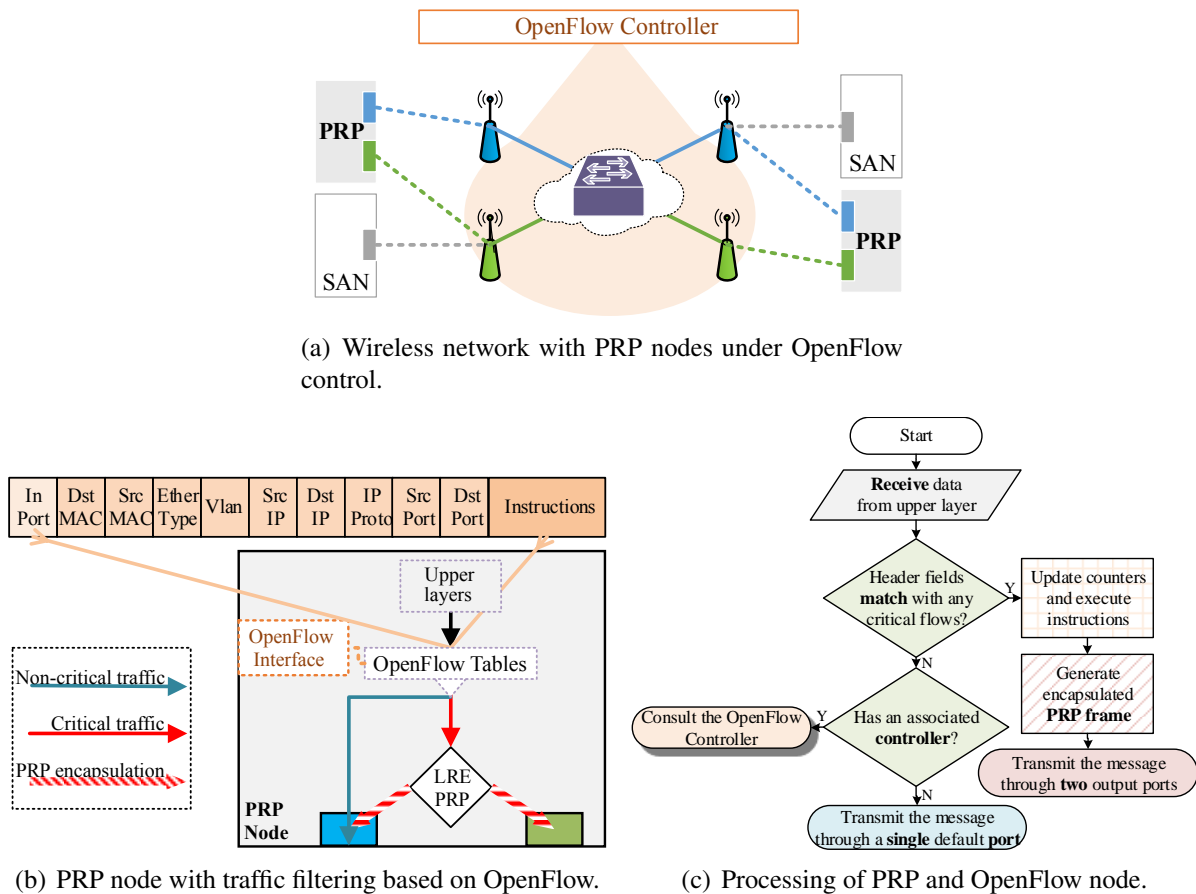 OpenFlow Controller
PRP
SAN
SAN
PRP
(a) Wireless network with PRP nodes under OpenFlow
control.
In
Port
Dst
MAC
Src
MAC
Ether
Type
Vlan
Src
IP
Dst
IP
IP
Proto
Src
Port
Dst
Port
Instructions
Upper
layers
OpenFlow
Interface
OpenFlow Tables
Non-critical traffic
Critical traffic
PRP encapsulation
LRE
PRP
PRP
Node
(b) PRP node with traffic filtering based on OpenFlow.
Start
Receive data
from upper layer
Header fields
match with any
critical flows?
Y
Update counters
and execute
instructions
N
Generate
encapsulated
PRP frame
Has an associated
controller?
Y
Consult the OpenFlow
Controller
Transmit the message
through two output ports
N
Transmit the message
through a single default port
(c) Processing of PRP and OpenFlow node.